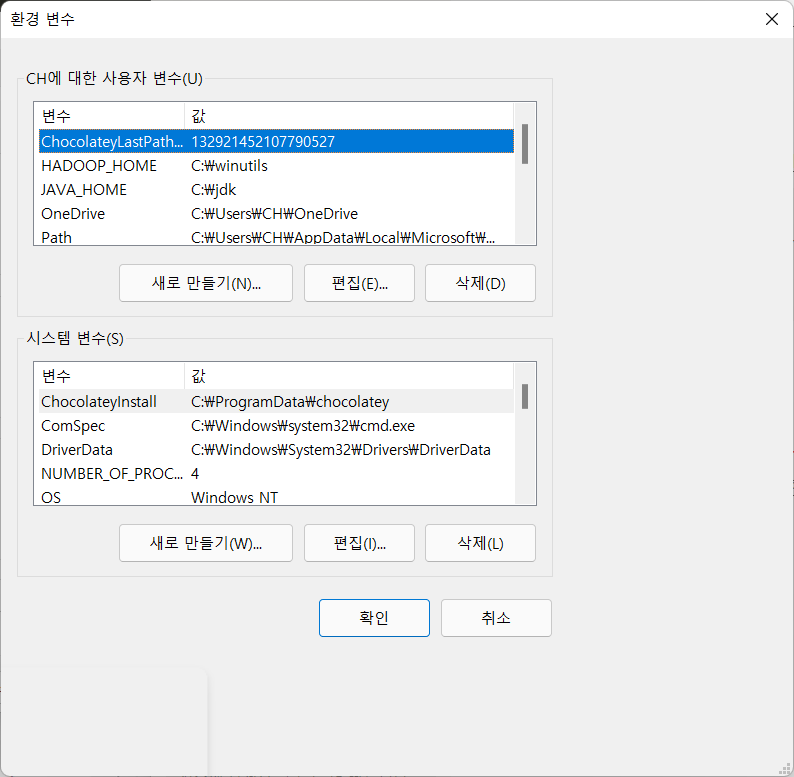 환경 변수
CH에 대한 사용자 변수(U)
변수 값
ChocolateyLastPath... 132921452107790527
HADOOP_HOME C:₩winutils
JAVA_HOME C:₩jdk
OneDrive C:₩Users₩CH₩OneDrive
Path C:₩Users₩CH₩AppData₩Local₩Microsoft₩...
새로 만들기(N)... 편집(E)... 삭제(D)
시스템 변수(S)
변수 값
ChocolateyInstall C:₩ProgramData₩chocolatey
ComSpec C:₩Windows₩system32₩cmd.exe
DriverData C:₩Windows₩System32₩Drivers₩DriverData
NUMBER_OF_PROC... 4
OS Windows NT
새로 만들기(W)... 편집(I)... 삭제(L)
확인 취소